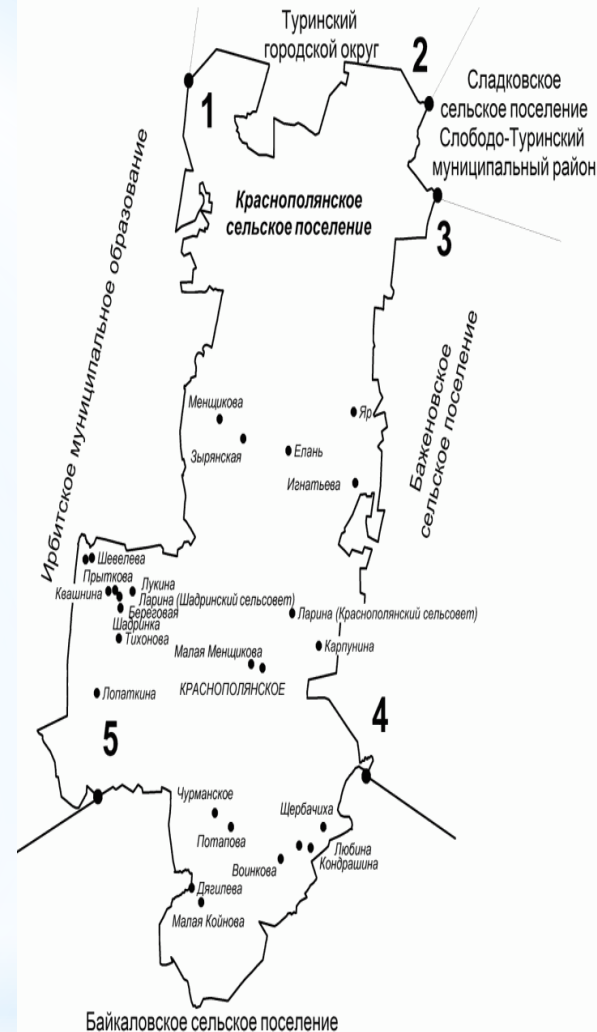 Туринский
городской округ
2
Сладковское
сельское поселение
Слободо-Туринский
муниципальный район
1
Краснополянское
сельское поселение
3
Ирбитское муниципальное образование
Баженовское
сельское поселение
Менщикова
Яр
Зырянская
Елань
Игнатьева
Шевелева
Прыткова
Лукина
Квашнина
Ларина (Шадринский сельсовет)
Береговая
Шадринка
Тихонова
Ларина (Краснополянский сельсовет)
Карпунина
Малая Менщикова
КРАСНОПОЛЯНСКОЕ
Лопаткина
4
5
Чурманское
Щербачиха
Потапова
Любина
Кондрашина
Воинкова
Дягилева
Малая Койнова
Байкаловское сельское поселение